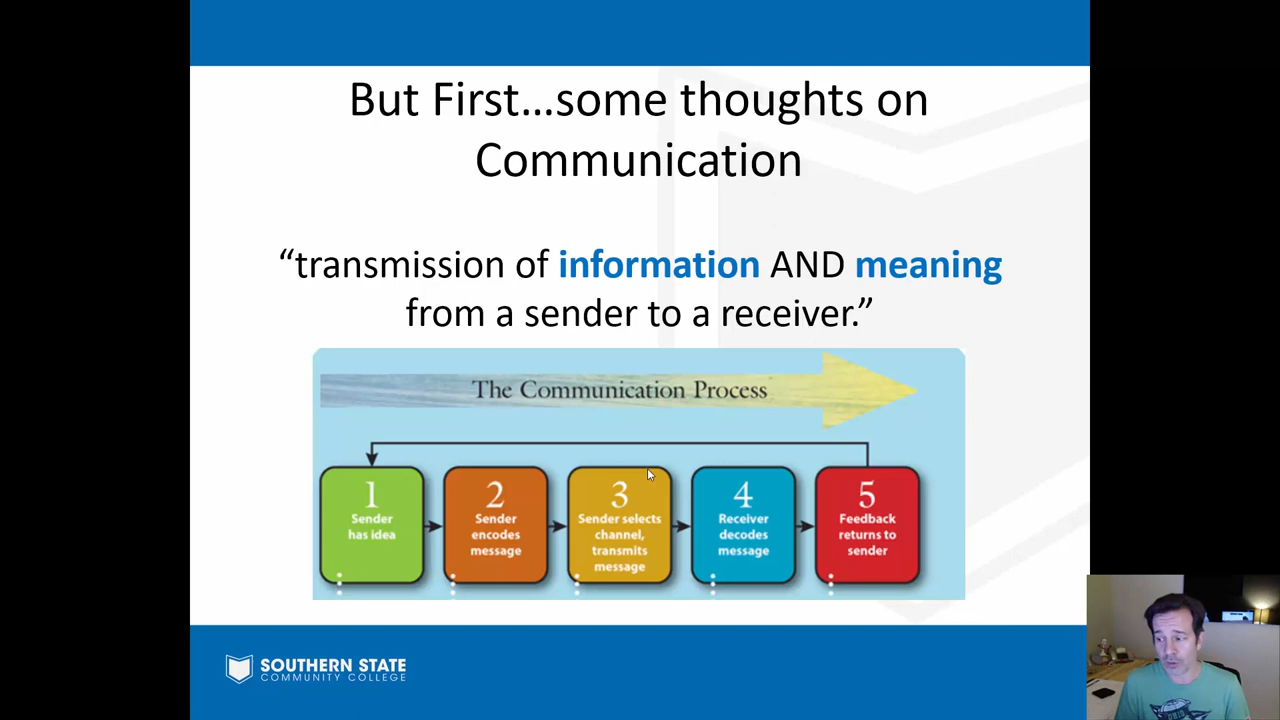 But First...some thoughts on
Communication
“transmission of information AND meaning
from a sender to a receiver.”
The Communication Process
1
Sender
has idea
2
Sender
encodes
message
3
Sender selects
channel,
transmits
message
4
Receiver
decodes
message
5
Feedback
returns to
sender
SOUTHERN STATE
COMMUNITY COLLEGE